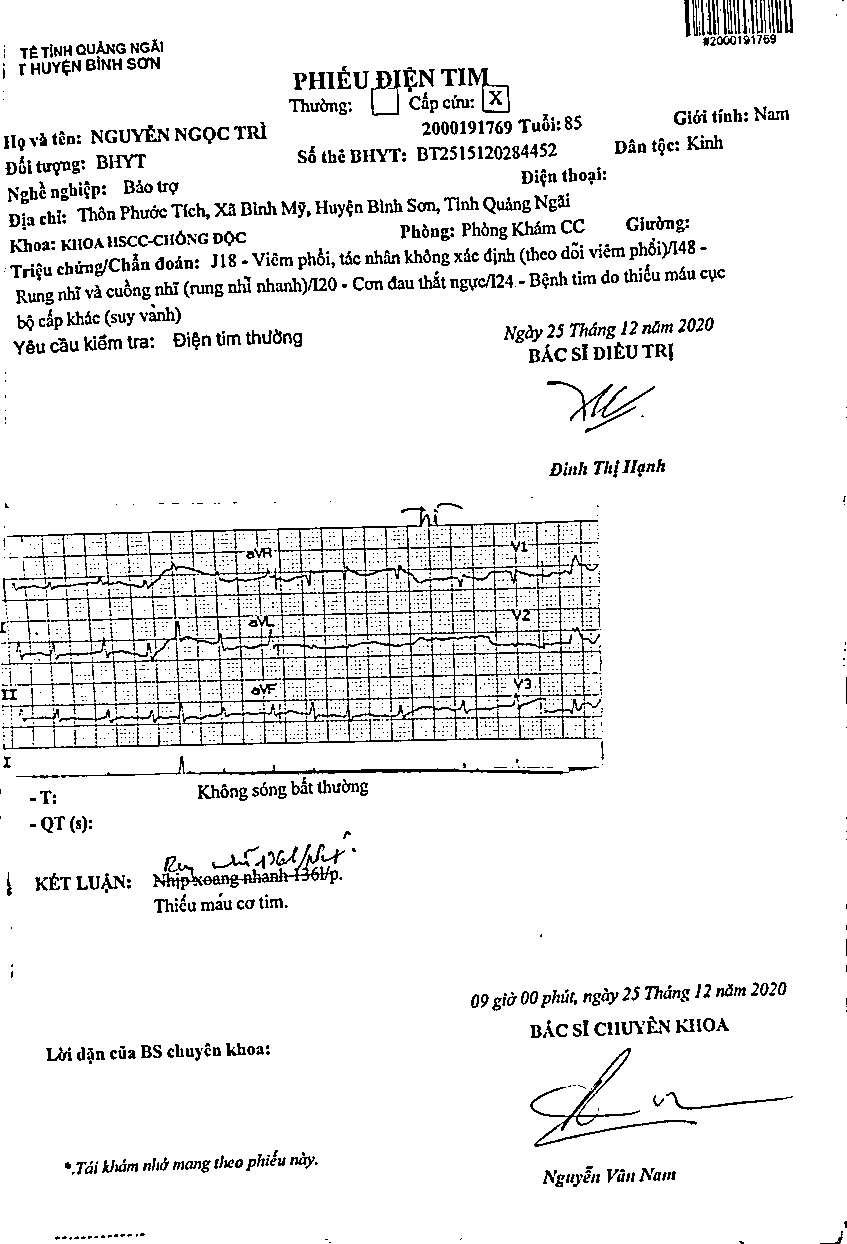 TẾ TỈNH QUẢNG NGÃI
T HUYỆN BÌNH SƠN
#2000191769
PHIẾU ĐIỆN TIM
Thường: Cấp cứu: X
Họ và tên: NGUYỄN NGỌC TRÌ 2000191769 Tuổi: 85 Giới tính: Nam
Đối tượng: BHYT Số thẻ BHYT: BT2515120284452 Dân tộc: Kinh
Nghề nghiệp: Bảo trợ Điện thoại:
Địa chỉ: Thôn Phước Tích, Xã Bình Mỹ, Huyện Bình Sơn, Tỉnh Quảng Ngãi
Khoa: KHOA HSCC-CHỐNG ĐỘC Phòng: Phòng Khám CC Giường:
Triệu chứng/Chẩn đoán: J18 - Viêm phổi, tác nhân không xác định (theo dõi viêm phổi)/I48 -
Rung nhĩ và cuồng nhĩ (rung nhĩ nhanh)/I20 - Cơn đau thắt ngực/I24 - Bệnh tim do thiếu máu cục
bộ cấp khác (suy vành)
Yêu cầu kiểm tra: Điện tim thường
Ngày 25 Tháng 12 năm 2020
BÁC SĨ ĐIỀU TRỊ
Đinh Thị Hạnh
aVR V1
I
aVL V2
II
aVF V3
I
- T: Không sóng bất thường
- QT (s):
Rung nhĩ 136l/phút
KẾT LUẬN: Nhịp xoang nhanh 136l/p.
Thiếu máu cơ tim.
09 giờ 00 phút, ngày 25 Tháng 12 năm 2020
BÁC SĨ CHUYÊN KHOA
Lời dặn của BS chuyên khoa:
*.Tái khám nhớ mang theo phiếu này.
Nguyễn Văn Nam